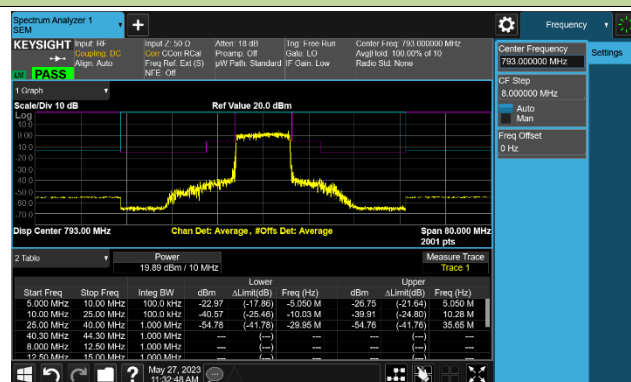 Spectrum Analyzer 1
SEM
Frequency
KEYSIGHT
Input: RF
Coupling: DC
Align: Auto
Input Z: 50 Ω
Corr CCorr RCal
Freq Ref: Ext (S)
NFE: Off
Atten: 18 dB
Preamp: Off
µW Path: Standard
Trig: Free Run
Gate: LO
IF Gain: Low
Center Freq: 793.000000 MHz
Avg|Hold: 100.00% of 10
Radio Std: None
PASS
Center Frequency
793.000000 MHz
Settings
CF Step
8.000000 MHz
Auto
Man
Freq Offset
0 Hz
1 Graph
Scale/Div 10 dB
Ref Value 20.0 dBm
Log
10.0
0.00
-10.0
-20.0
-30.0
-40.0
-50.0
-60.0
-70.0
Disp Center 793.00 MHz
Chan Det: Average, #Offs Det: Average
Span 80.000 MHz
2001 pts
2 Table
Power
19.89 dBm / 10 MHz
Measure Trace
Trace 1
Lower
Upper
Start Freq Stop Freq Integ BW dBm ΔLimit(dB) Freq (Hz) dBm ΔLimit(dB) Freq (Hz)
5.000 MHz 10.00 MHz 100.0 kHz -22.97 (-17.86) -5.050 M -26.75 (-21.64) 5.050 M
10.00 MHz 25.00 MHz 100.0 kHz -40.57 (-25.46) -10.03 M -39.91 (-24.80) 10.28 M
25.00 MHz 40.00 MHz 1.000 MHz -54.78 (-41.78) -29.95 M -54.76 (-41.76) 35.65 M
40.30 MHz 44.30 MHz 1.000 MHz --- (---) --- --- (---) ---
8.000 MHz 12.50 MHz 1.000 MHz --- (---) --- --- (---) ---
12.50 MHz 15.00 MHz 1.000 MHz --- (---) --- --- (---) ---
?
May 27, 2023
11:32:48 AM